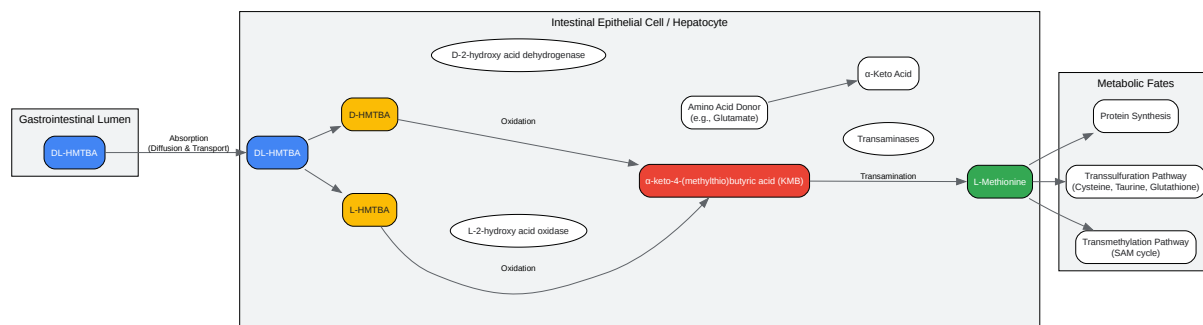 Intestinal Epithelial Cell / Hepatocyte
D-2-hydroxy acid dehydrogenase
α-Keto Acid
Metabolic Fates
Gastrointestinal Lumen
D-HMTBA
Amino Acid Donor
(e.g., Glutamate)
Protein Synthesis
Absorption
(Diffusion & Transport)
Oxidation
Transaminases
DL-HMTBA
DL-HMTBA
α-keto-4-(methylthio)butyric acid (KMB)
Transamination
L-Methionine
Transsulfuration Pathway
(Cysteine, Taurine, Glutathione)
L-HMTBA
L-2-hydroxy acid oxidase
Oxidation
Transmethylation Pathway
(SAM cycle)